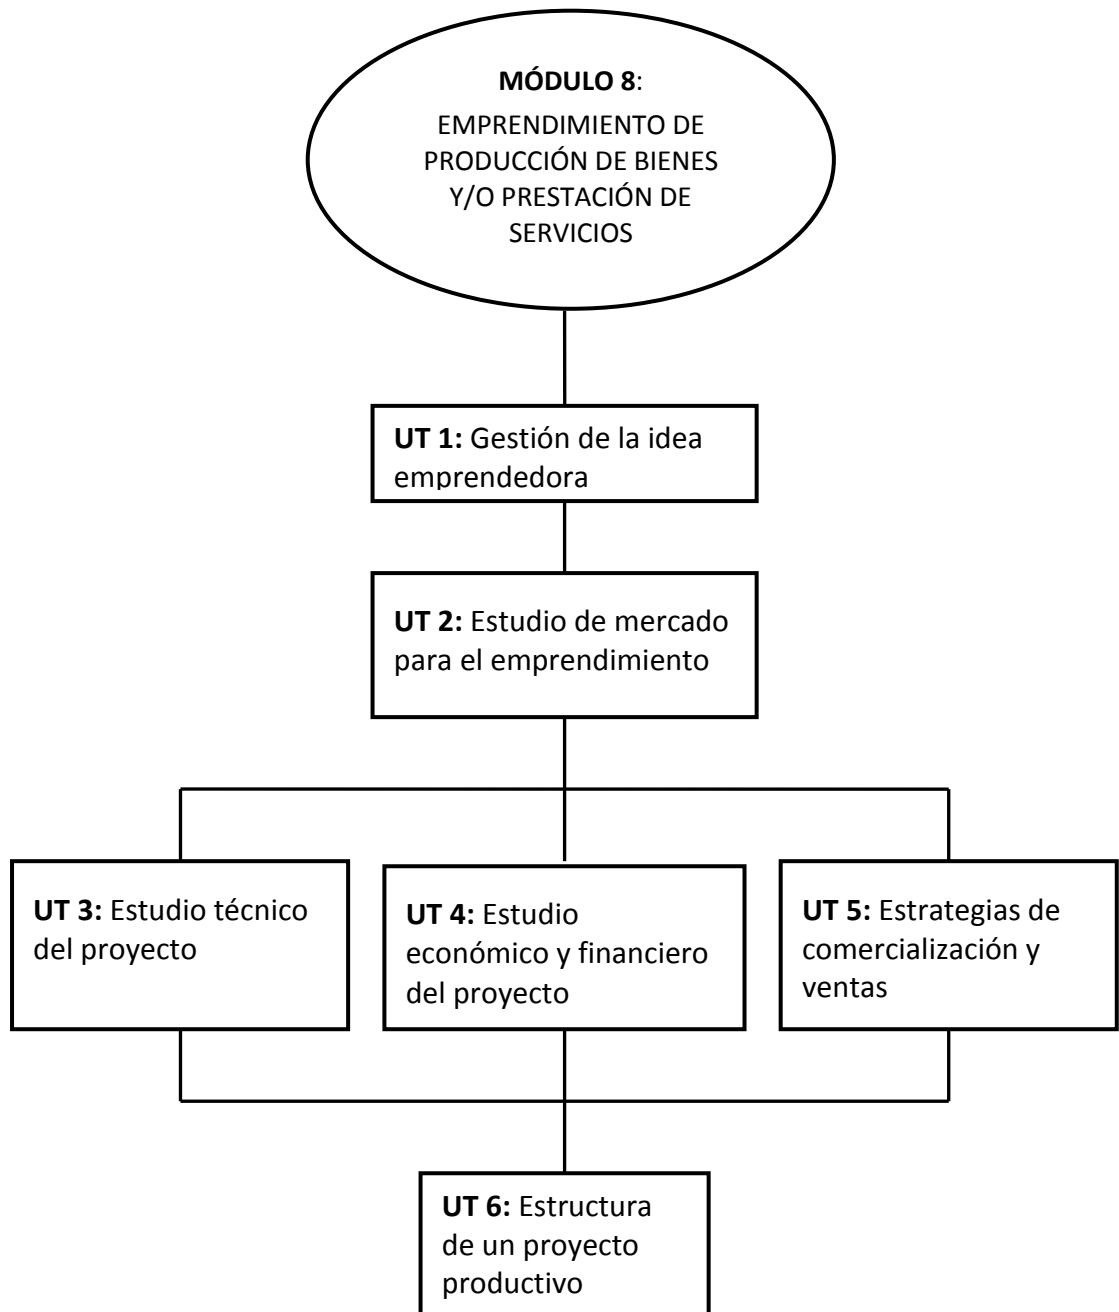 MÓDULO 8:
EMPRENDIMIENTO DE
PRODUCCIÓN DE BIENES
Y/O PRESTACIÓN DE
SERVICIOS
UT 1: Gestión de la idea
emprendedora
UT 2: Estudio de mercado
para el emprendimiento
UT 3: Estudio técnico
del proyecto
UT 4: Estudio
económico y financiero
del proyecto
UT 5: Estrategias de
comercialización y
ventas
UT 6: Estructura
de un proyecto
productivo